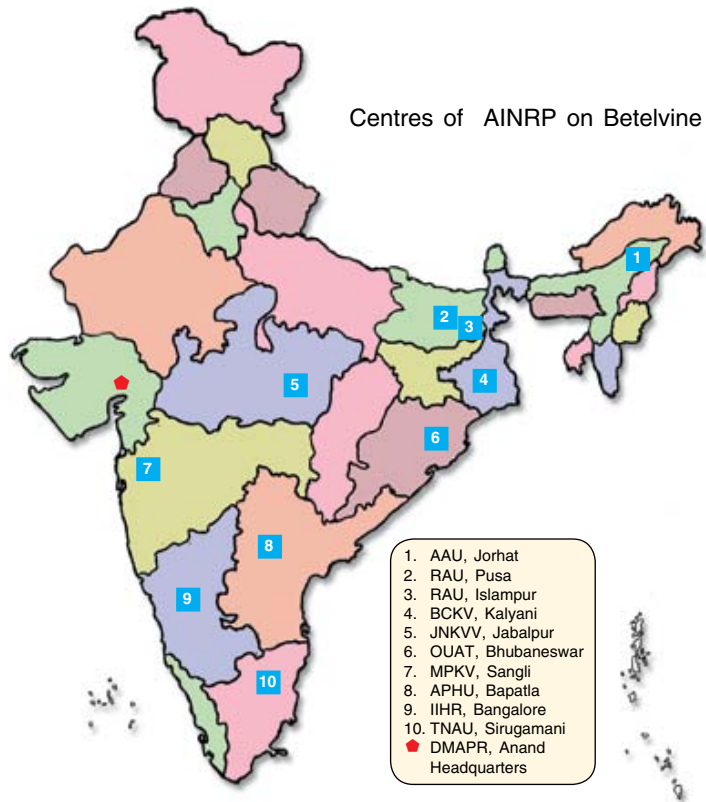 Centres of AINRP on Betelvine
1
2
3
4
5
6
7
8
9
10
1. AAU, Jorhat
2. RAU, Pusa
3. RAU, Islampur
4. BCKV, Kalyani
5. JNKVV, Jabalpur
6. OUAT, Bhubaneswar
7. MPKV, Sangli
8. APHU, Bapatla
9. IIHR, Bangalore
10. TNAU, Sirugamani
DMAPR, Anand
Headquarters